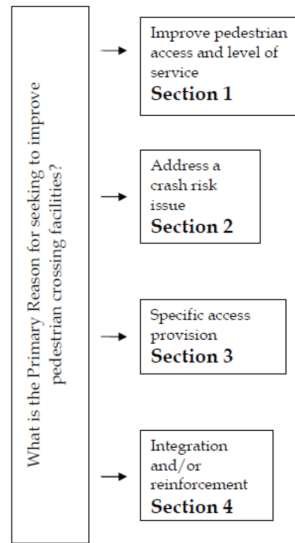 What is the Primary Reason for seeking to improve
pedestrian crossing facilities?
Improve pedestrian
access and level of
service
Section 1
Address a
crash risk
issue
Section 2
Specific access
provision
Section 3
Integration
and/or
reinforcement
Section 4